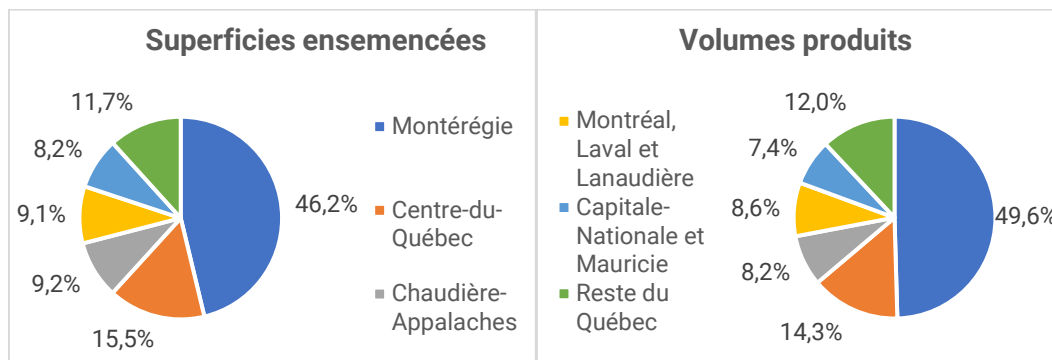 Superficies ensemencées
11,7%
8,2%
9,1%
9,2%
15,5%
46,2%
Montérégie
Centre-du-
Québec
Chaudière-
Appalaches
Volumes produits
Montréal,
Laval et
Lanaudière
Capitale-
Nationale et
Mauricie
Reste du
Québec
12,0%
7,4%
8,6%
8,2%
14,3%
49,6%